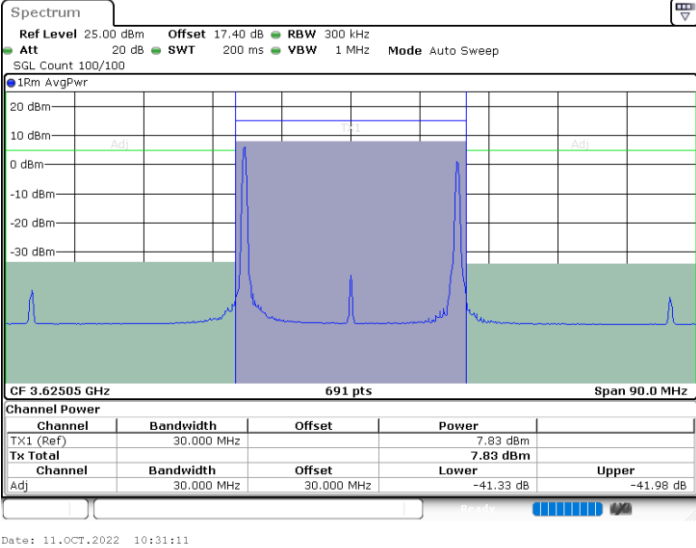 Spectrum
Ref Level 25.00 dBm Offset 17.40 dB RBW 300 kHz
Att 20 dB SWT 200 ms VBW 1 MHz Mode Auto Sweep
SGL Count 100/100
1Rm AvgPwr
20 dBm
TX1
10 dBm
Adj Adj
0 dBm
-10 dBm
-20 dBm
-30 dBm
CF 3.62505 GHz 691 pts Span 90.0 MHz
Channel Power
Channel Bandwidth Offset Power
TX1 (Ref) 30.000 MHz 7.83 dBm
Tx Total 7.83 dBm
Channel Bandwidth Offset Lower Upper
Adj 30.000 MHz 30.000 MHz -41.33 dB -41.98 dB
Ready
Date: 11.OCT.2022 10:31:11